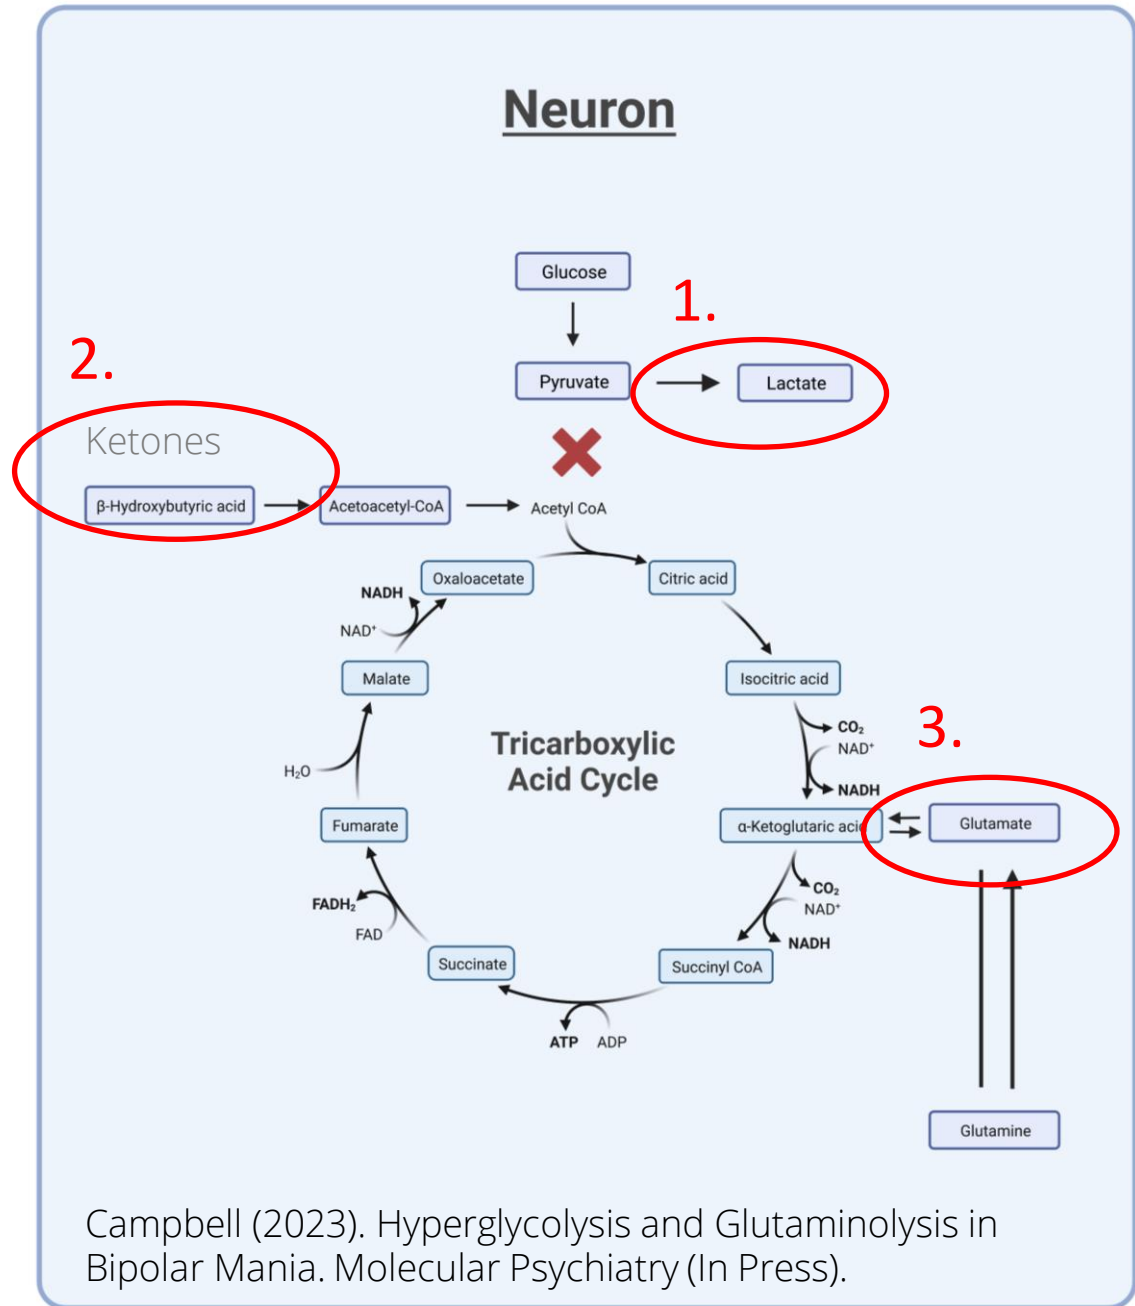 Neuron
Glucose
1.
Pyruvate
Lactate
2.
Ketones
β-Hydroxybutyric acid
Acetoacetyl-CoA
Acetyl CoA
Oxaloacetate
Citric acid
NADH
NAD⁺
Malate
Isocitric acid
Tricarboxylic
Acid Cycle
CO₂
NAD⁺
NADH
3.
H₂O
Fumarate
α-Ketoglutaric acid
Glutamate
CO₂
NAD⁺
NADH
FADH₂
FAD
Succinate
Succinyl CoA
ATP
ADP
Glutamine
Campbell (2023). Hyperglycolysis and Glutaminolysis in
Bipolar Mania. Molecular Psychiatry (In Press).